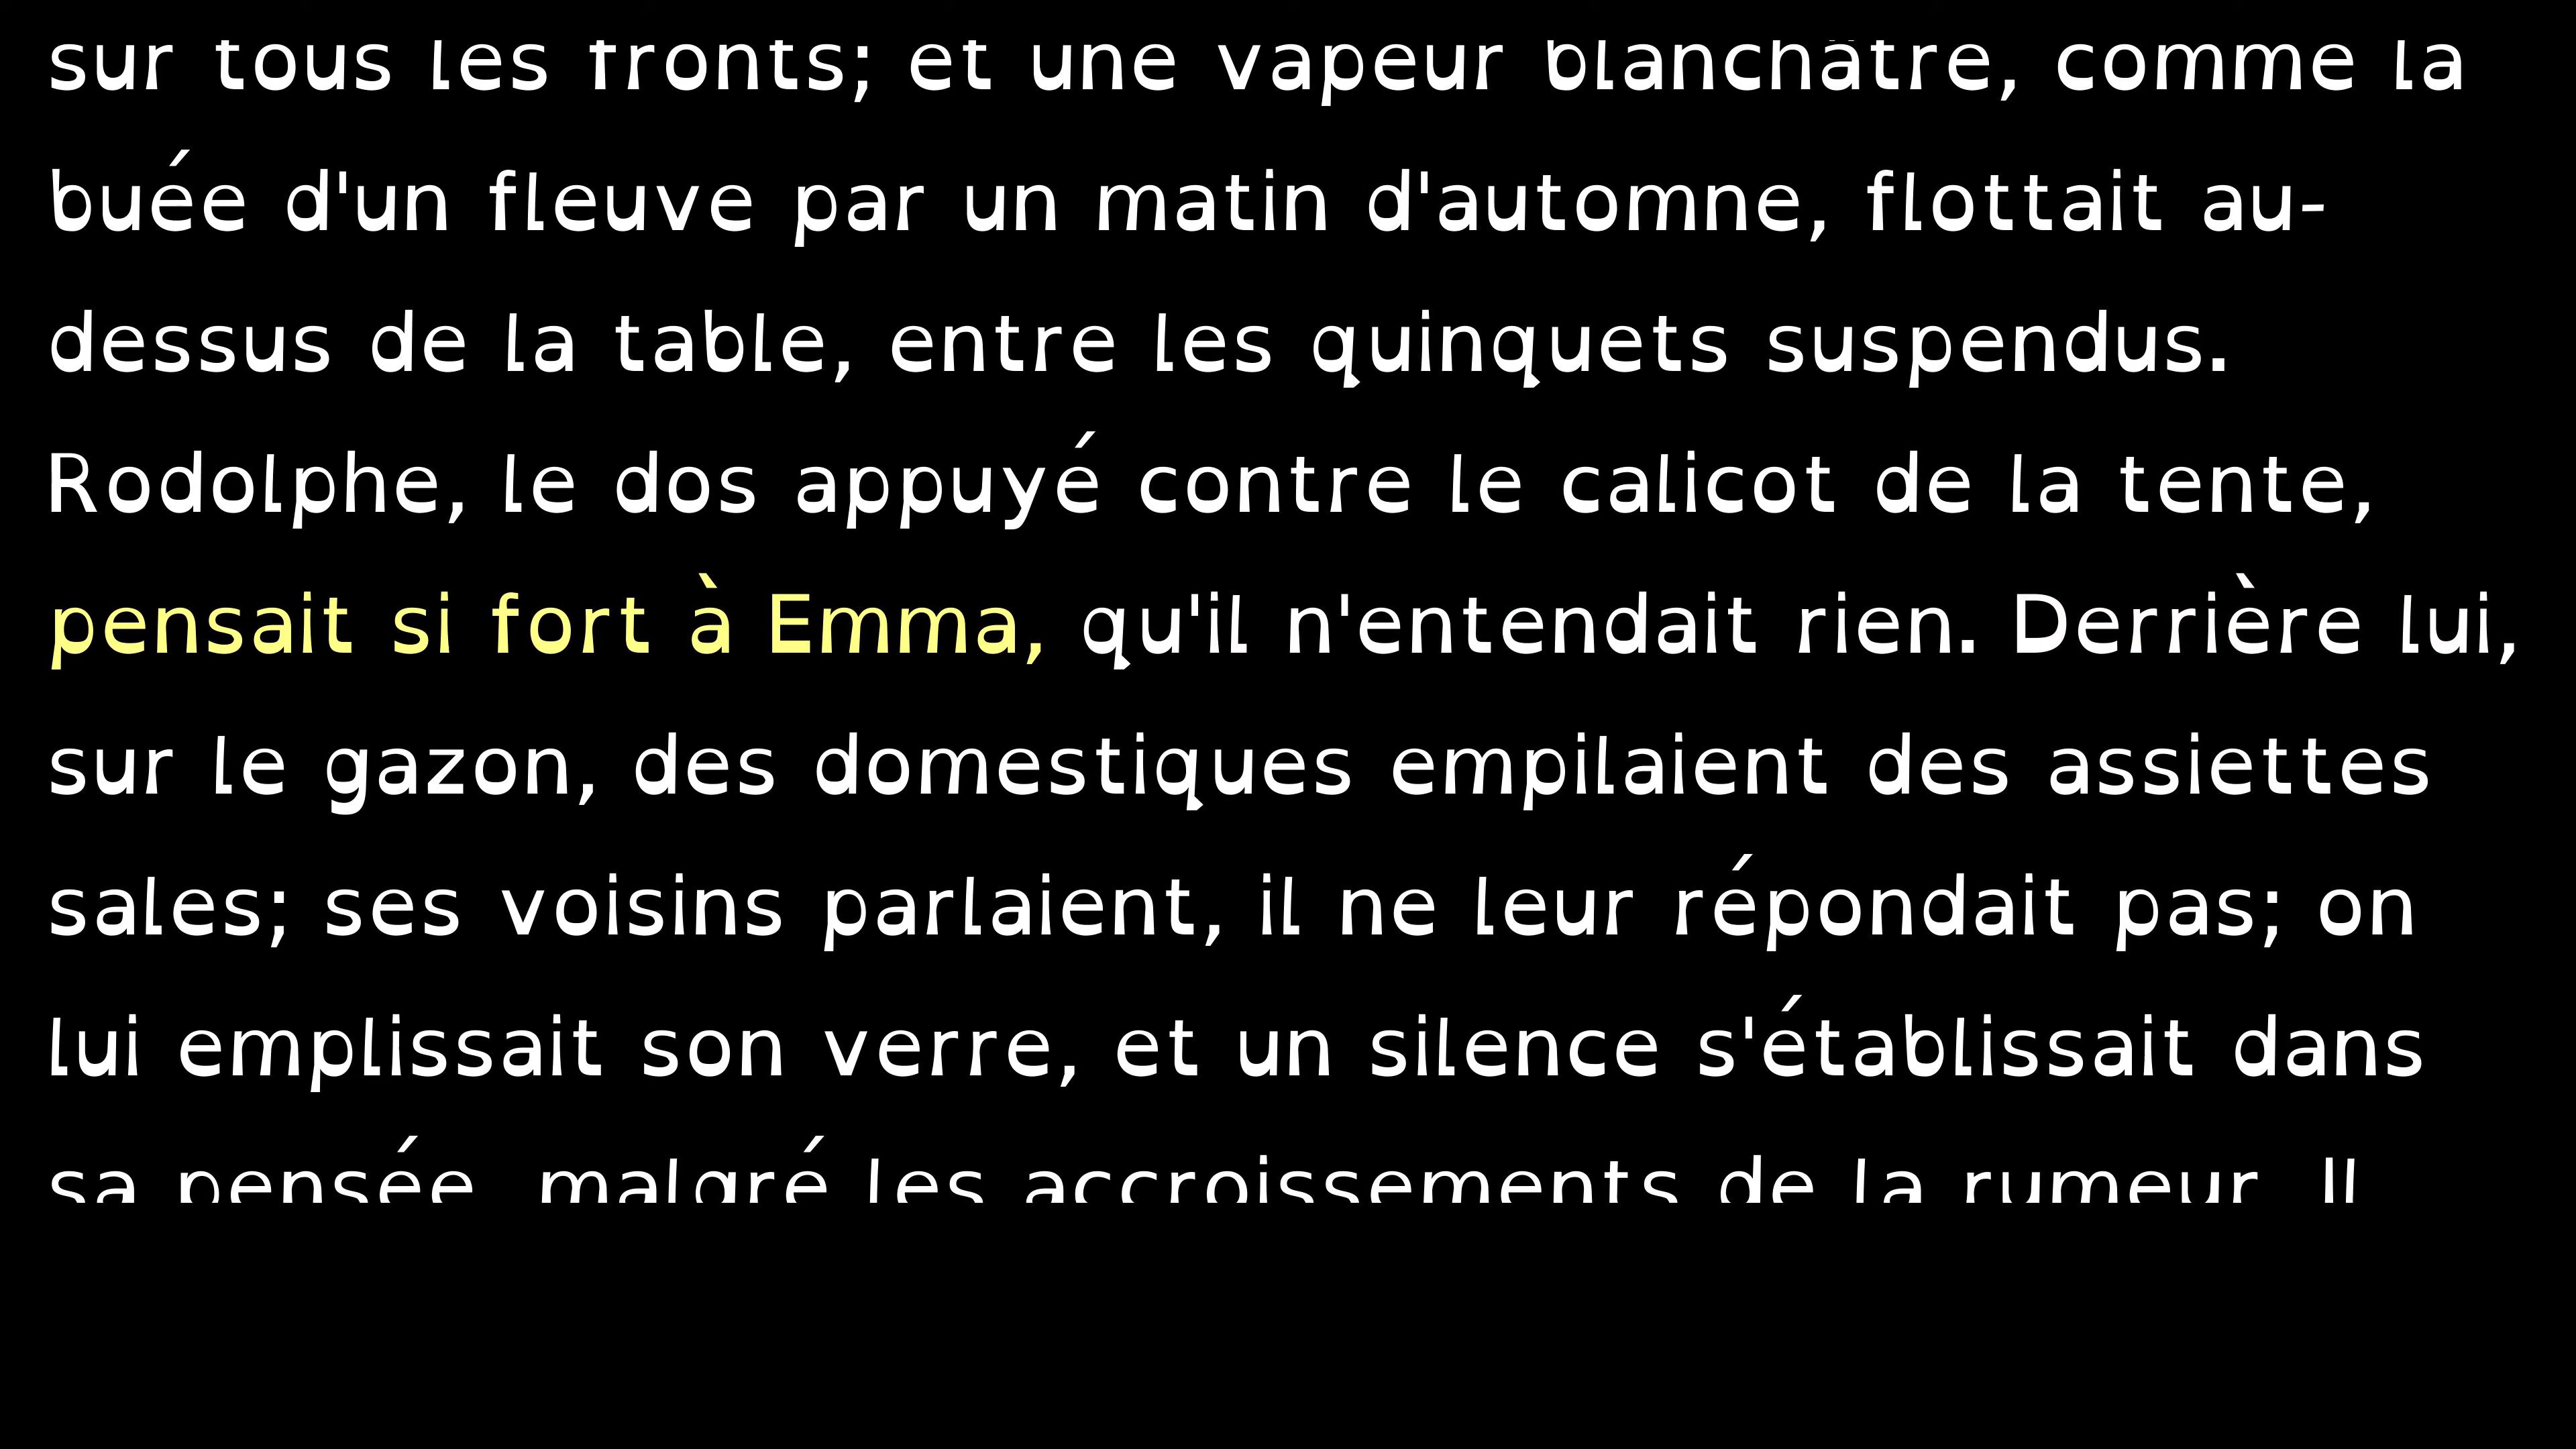 sur tous les fronts; et une vapeur blanchâtre, comme la
buée d'un fleuve par un matin d'automne, flottait au-
dessus de la table, entre les quinquets suspendus.
Rodolphe, le dos appuyé contre le calicot de la tente,
pensait si fort à Emma, qu'il n'entendait rien. Derrière lui,
sur le gazon, des domestiques empilaient des assiettes
sales; ses voisins parlaient, il ne leur répondait pas; on
lui emplissait son verre, et un silence s'établissait dans
sa pensée, malgré les accroissements de la rumeur. Il